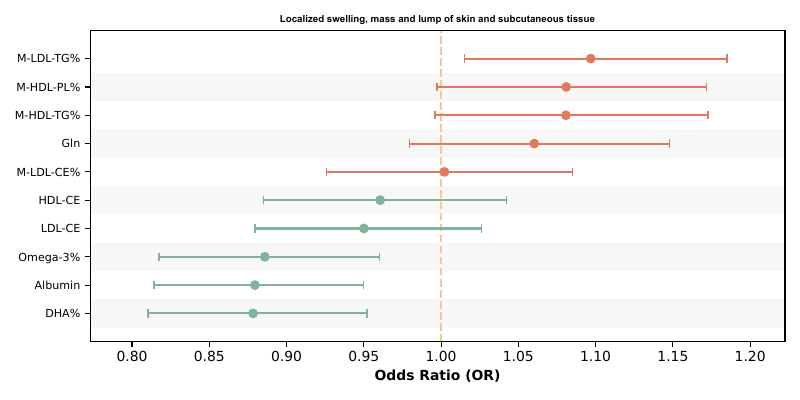 Localized swelling, mass and lump of skin and subcutaneous tissue
M-LDL-TG%
M-HDL-PL%
M-HDL-TG%
Gln
M-LDL-CE%
HDL-CE
LDL-CE
Omega-3%
Albumin
DHA%
0.80 0.85 0.90 0.95 1.00 1.05 1.10 1.15 1.20
Odds Ratio (OR)